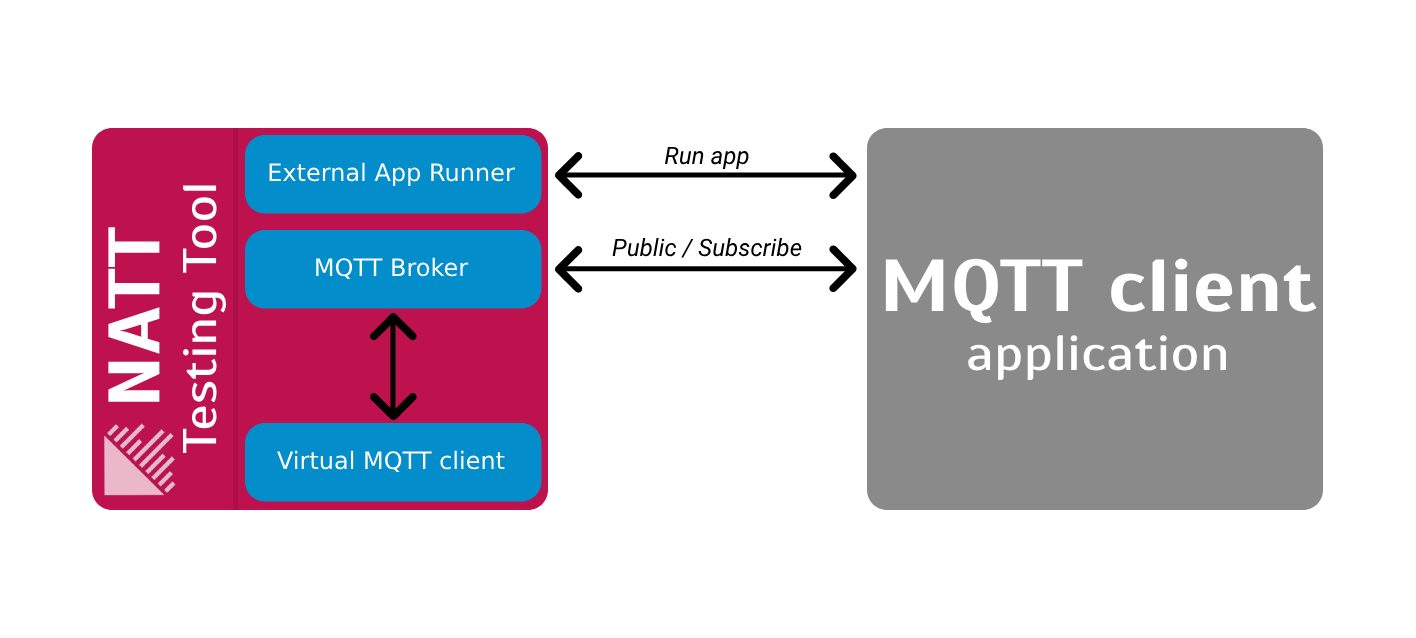 NATT
Testing Tool
External App Runner
MQTT Broker
Virtual MQTT client
Run app
Public / Subscribe
MQTT client
application